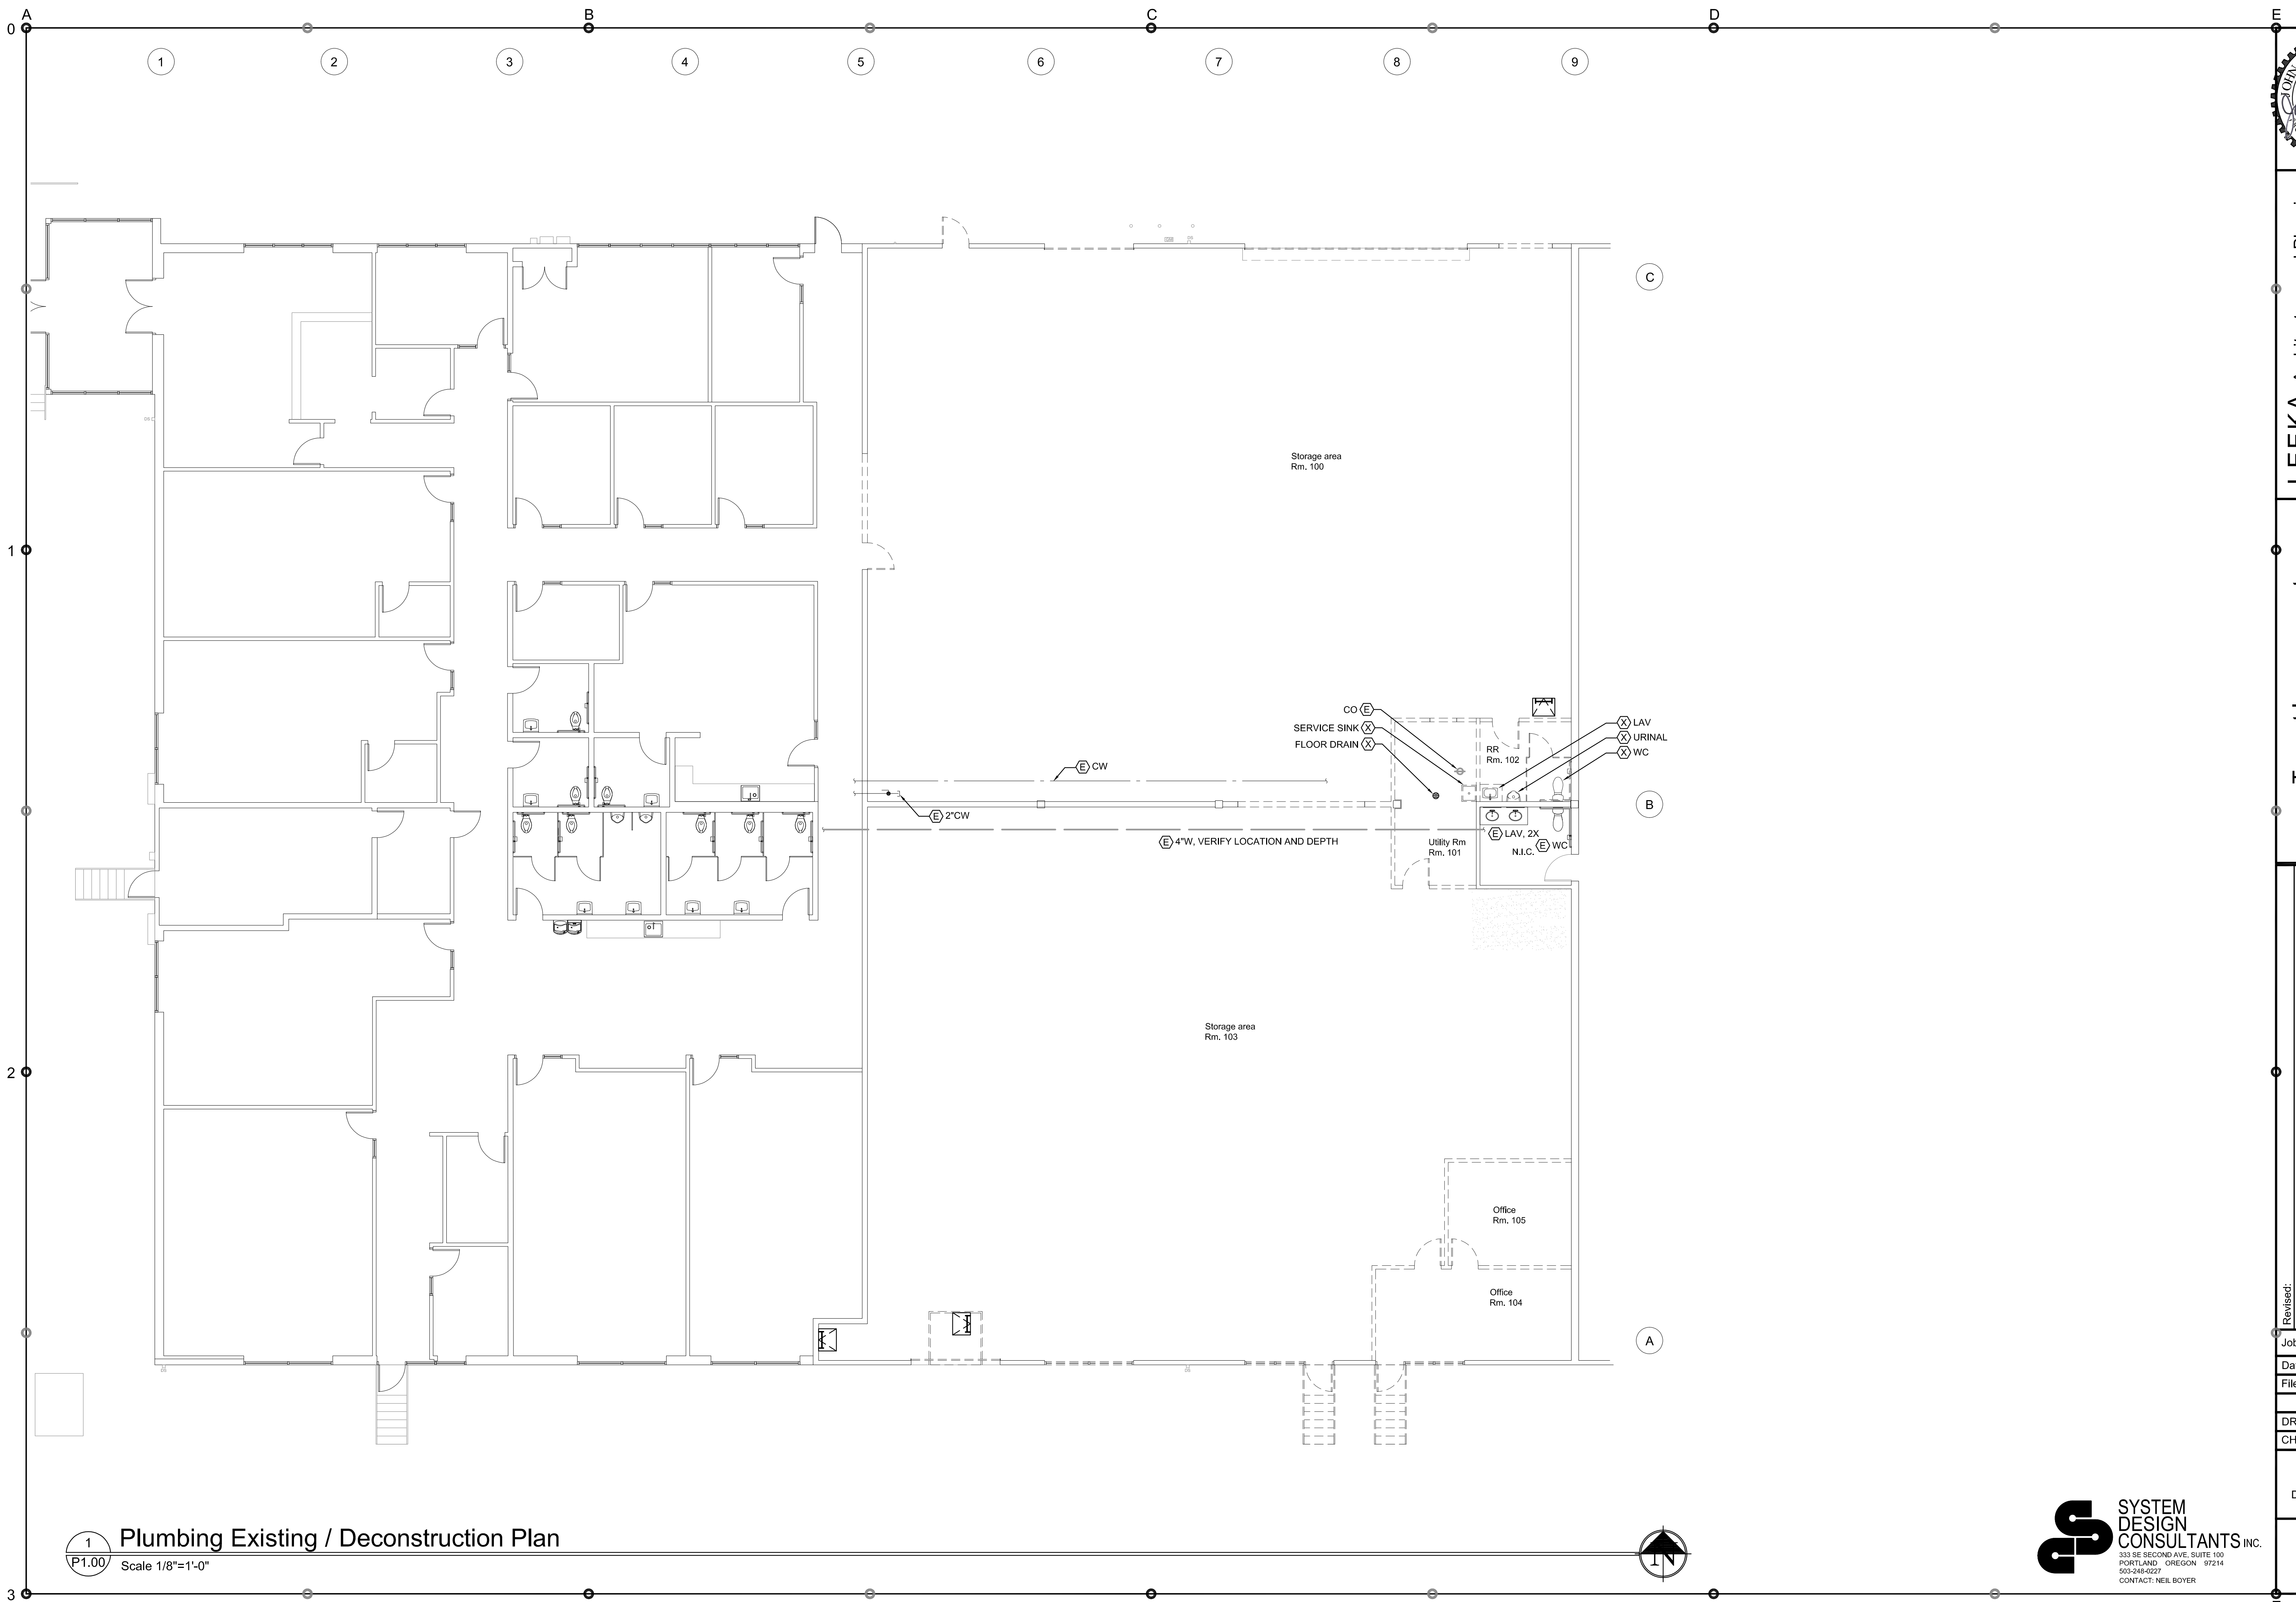 A B C D E
0
1 2 3 4 5 6 7 8 9
C
1
Storage area
Rm. 100
CO E
SERVICE SINK X
FLOOR DRAIN X
RR
Rm. 102
X LAV
X URINAL
X WC
E CW
E 2"CW
B
E 4"W, VERIFY LOCATION AND DEPTH
Utility Rm
Rm. 101
E LAV, 2X
N.I.C. E WC
Storage area
Rm. 103
2
Office
Rm. 105
Office
Rm. 104
Revised:
A
1
P1.00
Plumbing Existing / Deconstruction Plan
Scale 1/8"=1'-0"
N
SYSTEM
DESIGN
CONSULTANTS INC.
333 SE SECOND AVE, SUITE 100
PORTLAND OREGON 97214
503-248-0227
CONTACT: NEIL BOYER
3